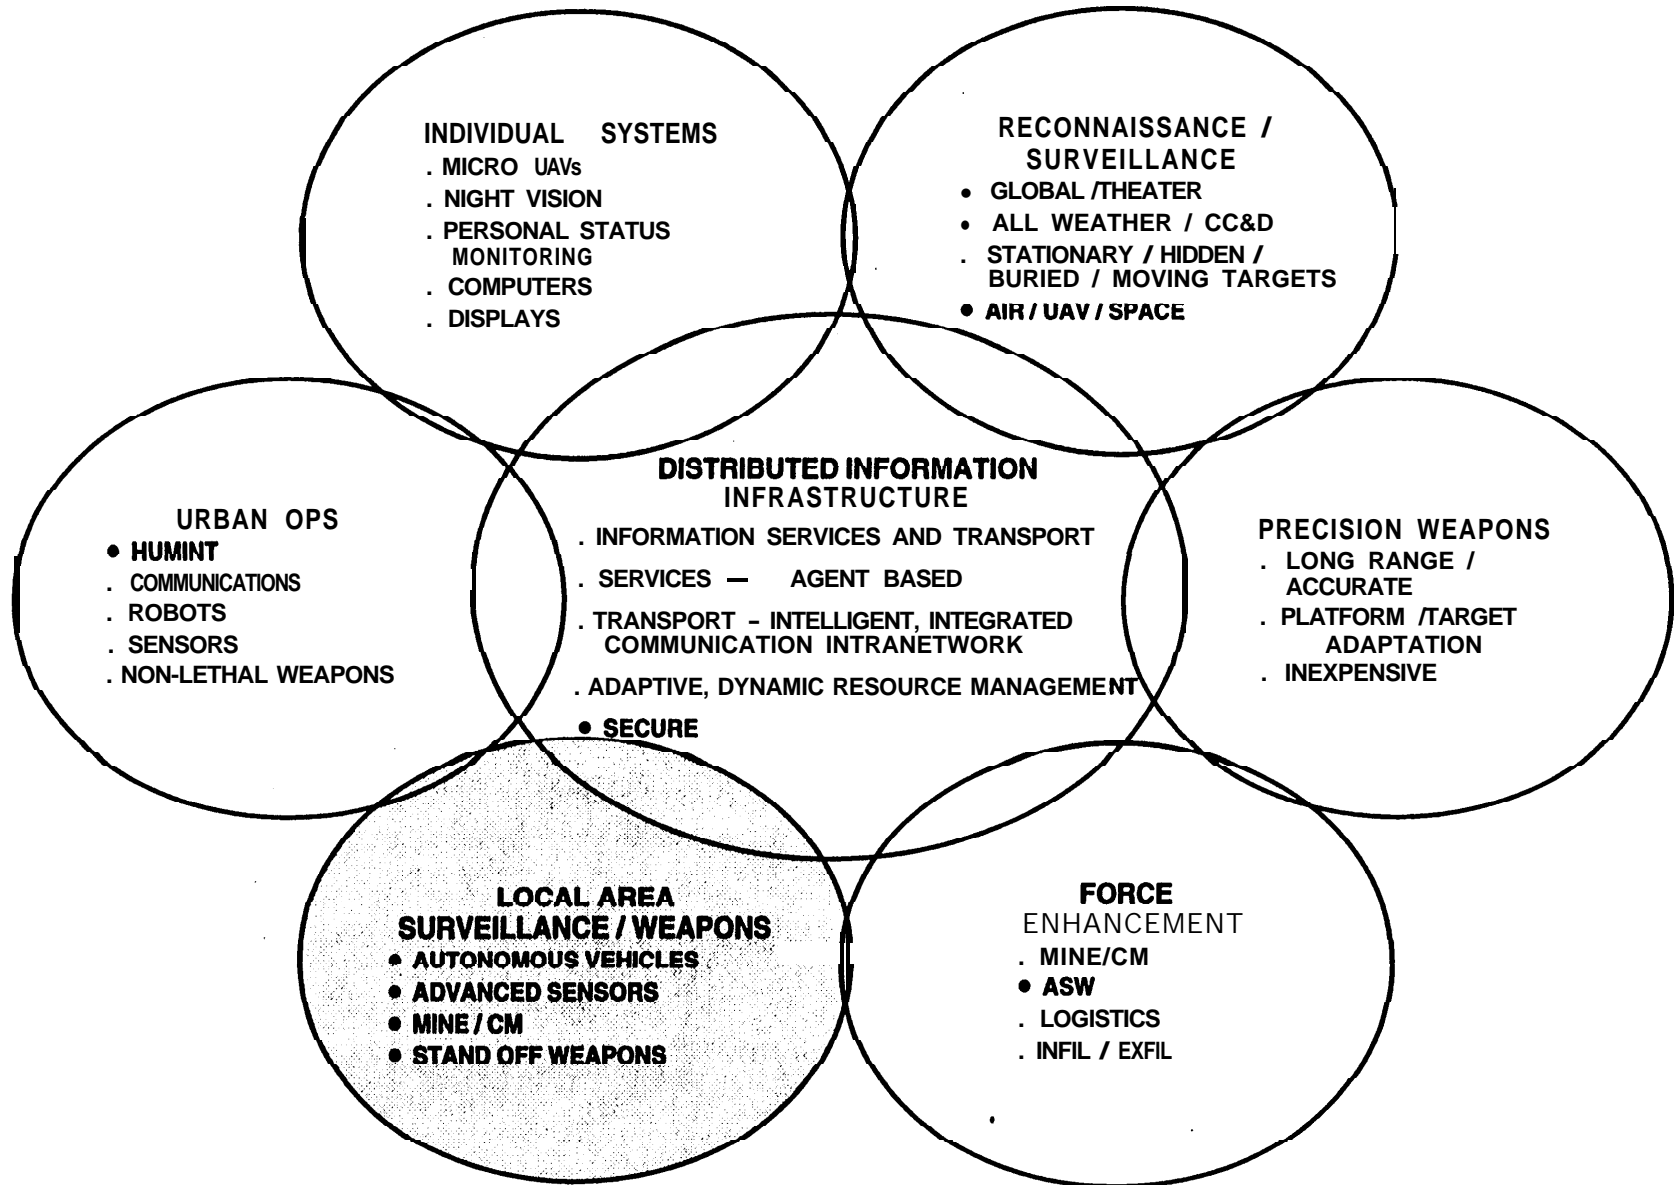 INDIVIDUAL SYSTEMS
. MICRO UAVs
. NIGHT VISION
. PERSONAL STATUS
MONITORING
. COMPUTERS
. DISPLAYS
RECONNAISSANCE /
SURVEILLANCE
• GLOBAL /THEATER
• ALL WEATHER / CC&D
. STATIONARY / HIDDEN /
BURIED / MOVING TARGETS
• AIR / UAV / SPACE
URBAN OPS
• HUMINT
. COMMUNICATIONS
. ROBOTS
. SENSORS
. NON-LETHAL WEAPONS
DISTRIBUTED INFORMATION
INFRASTRUCTURE
. INFORMATION SERVICES AND TRANSPORT
. SERVICES — AGENT BASED
. TRANSPORT – INTELLIGENT, INTEGRATED
COMMUNICATION INTRANETWORK
. ADAPTIVE, DYNAMIC RESOURCE MANAGEMENT
• SECURE
PRECISION WEAPONS
. LONG RANGE /
ACCURATE
. PLATFORM /TARGET
ADAPTATION
. INEXPENSIVE
LOCAL AREA
SURVEILLANCE / WEAPONS
• AUTONOMOUS VEHICLES
• ADVANCED SENSORS
• MINE / CM
• STAND OFF WEAPONS
FORCE
ENHANCEMENT
. MINE/CM
• ASW
. LOGISTICS
. INFIL / EXFIL